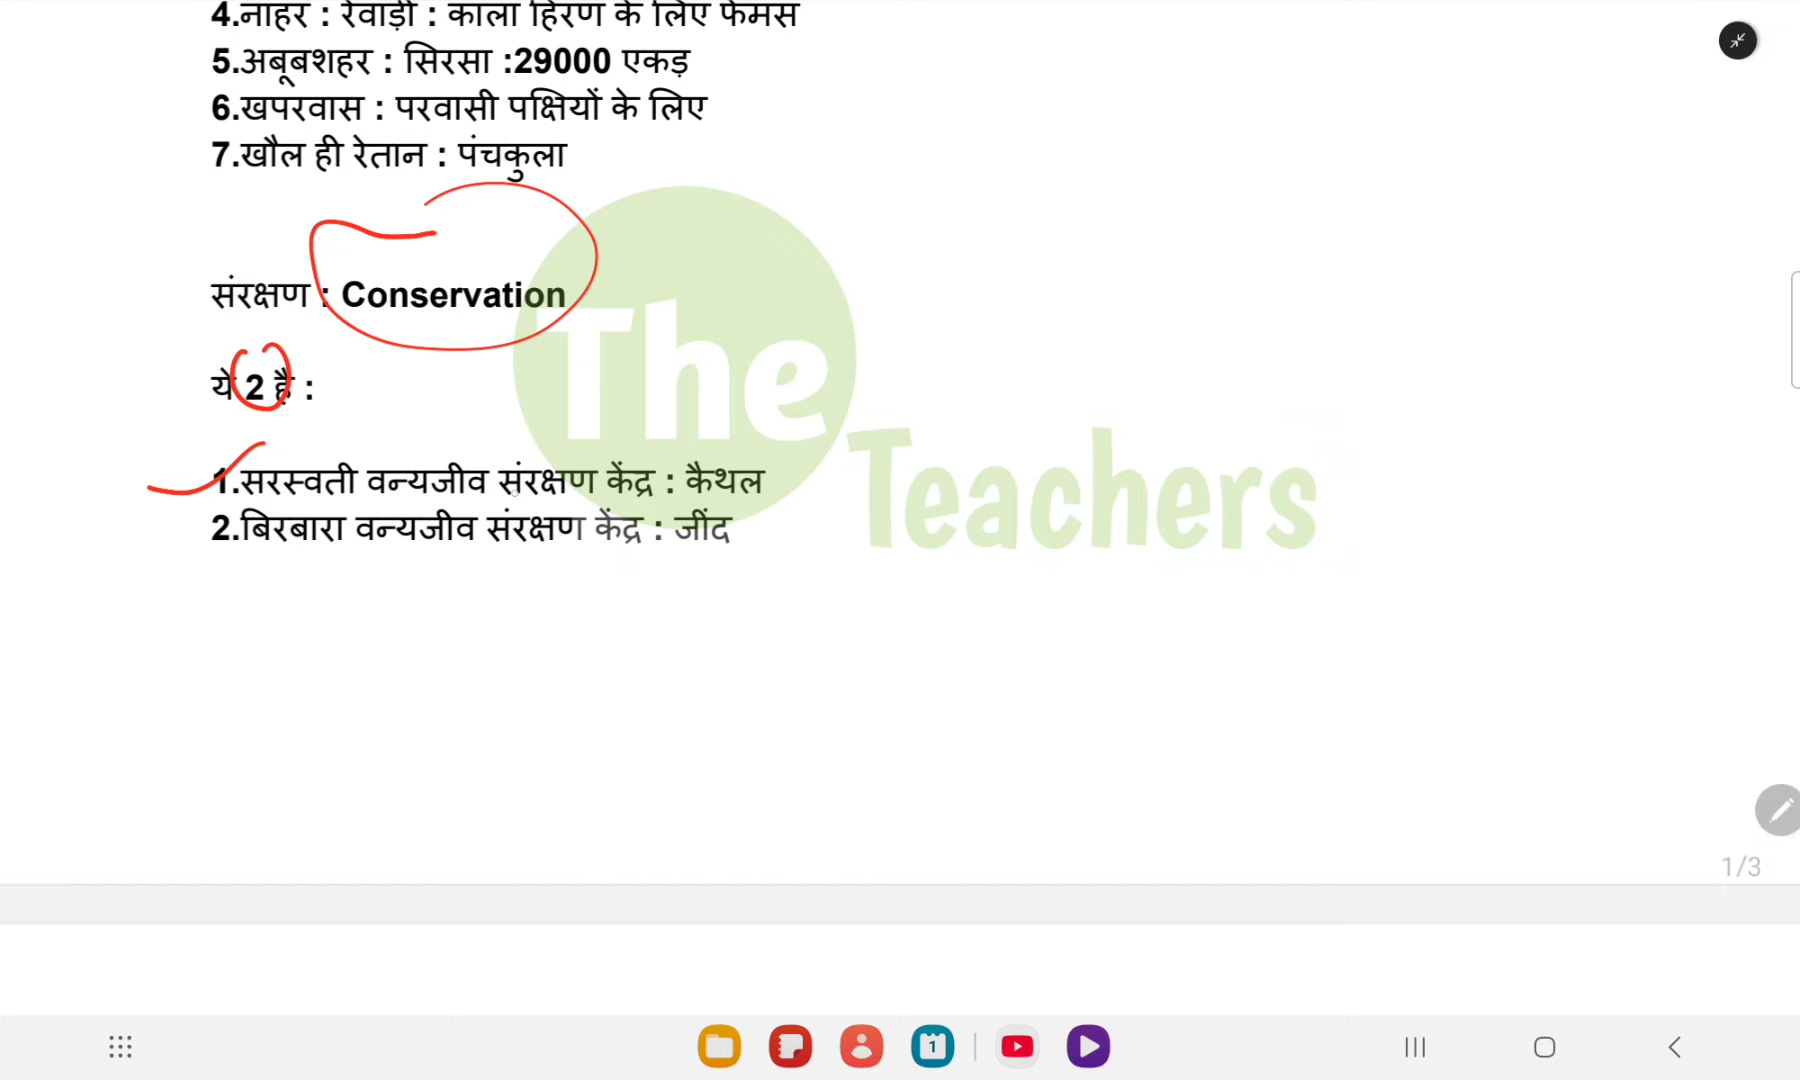 4.नाहर : रेवाड़ी : काला हिरण के लिए फेमस
5.अबूबशहर : सिरसा :29000 एकड़
6.खपरवास : परवासी पक्षियों के लिए
7.खौल ही रेतान : पंचकुला
संरक्षण : Conservation
ये 2 है :
1.सरस्वती वन्यजीव संरक्षण केंद्र : कैथल
2.बिरबारा वन्यजीव संरक्षण केंद्र : जींद
The
Teachers
1/3
1